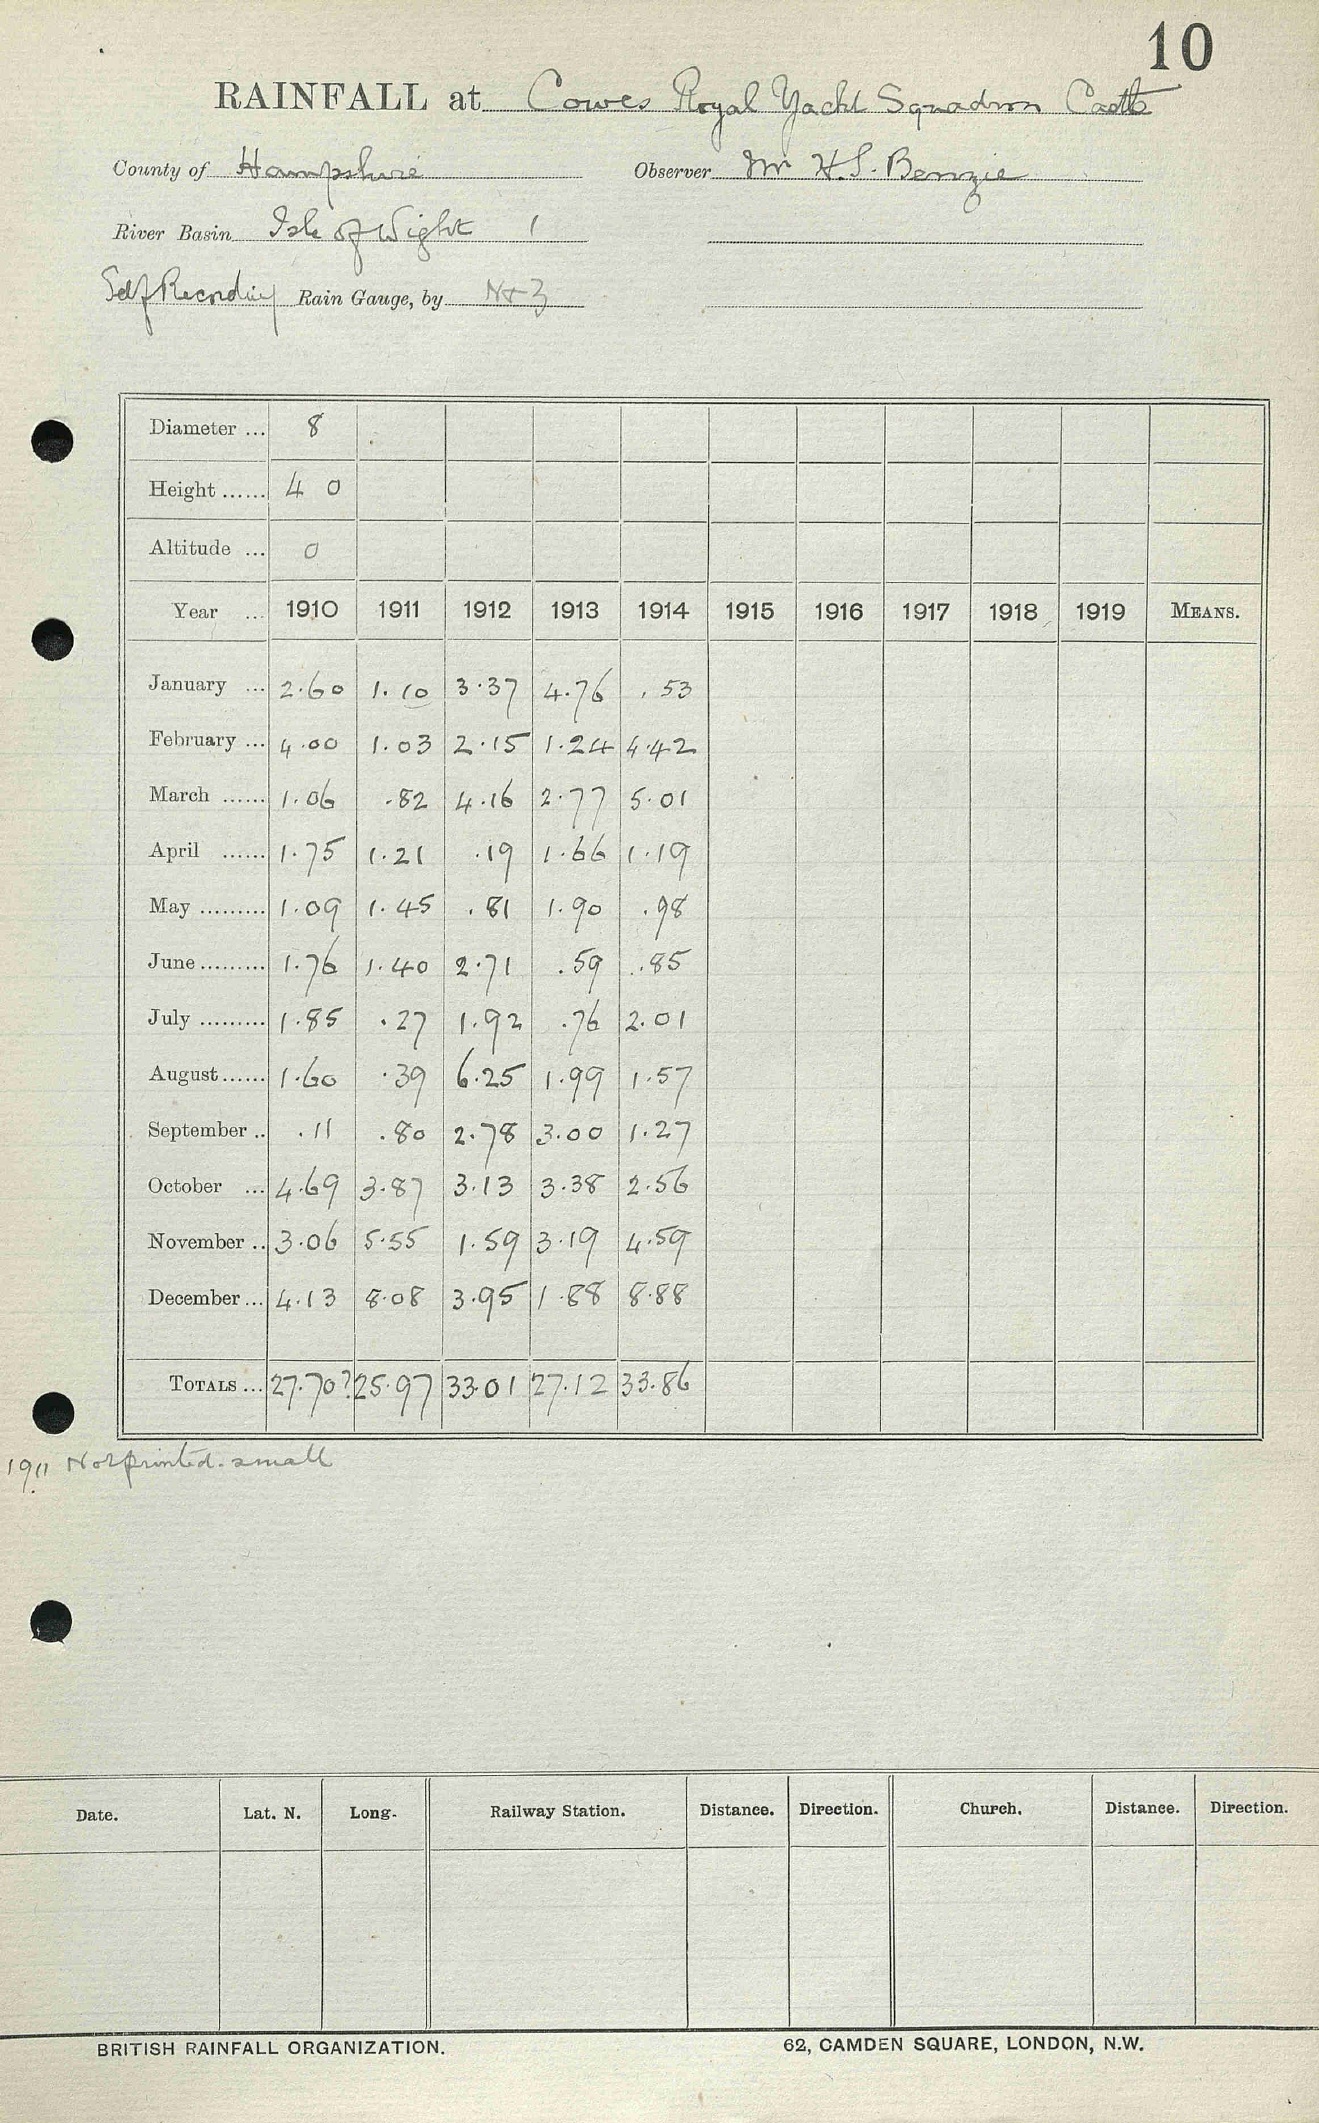 10
RAINFALL at Cowes Royal Yacht Squadron Castle
County of Hampshire Observer Mr H.S. Benzie
River Basin Isle of Wight 1
Self Recording Rain Gauge, by N & Z
Diameter ... 8
Height ...... 4 0
Altitude ... 0
Year ... 1910 1911 1912 1913 1914 1915 1916 1917 1918 1919 MEANS.
January ... 2.60 1.10 3.37 4.76 .53
February ... 4.00 1.03 2.15 1.24 4.42
March ...... 1.06 .82 4.16 2.77 5.01
April ...... 1.75 1.21 .19 1.66 1.19
May ......... 1.09 1.45 .81 1.90 .98
June ......... 1.76 1.40 2.71 .59 .85
July ......... 1.85 .27 1.92 .76 2.01
August ...... 1.60 .39 6.25 1.99 1.57
September .. .11 .80 2.78 3.00 1.27
October ... 4.69 3.87 3.13 3.38 2.56
November .. 3.06 5.55 1.59 3.19 4.59
December ... 4.13 8.08 3.95 1.88 8.88
TOTALS ... 27.70? 25.97 33.01 27.12 33.86
1911 Not printed. small
Date. Lat. N. Long. Railway Station. Distance. Direction. Church. Distance. Direction.
BRITISH RAINFALL ORGANIZATION. 62, CAMDEN SQUARE, LONDON, N.W.